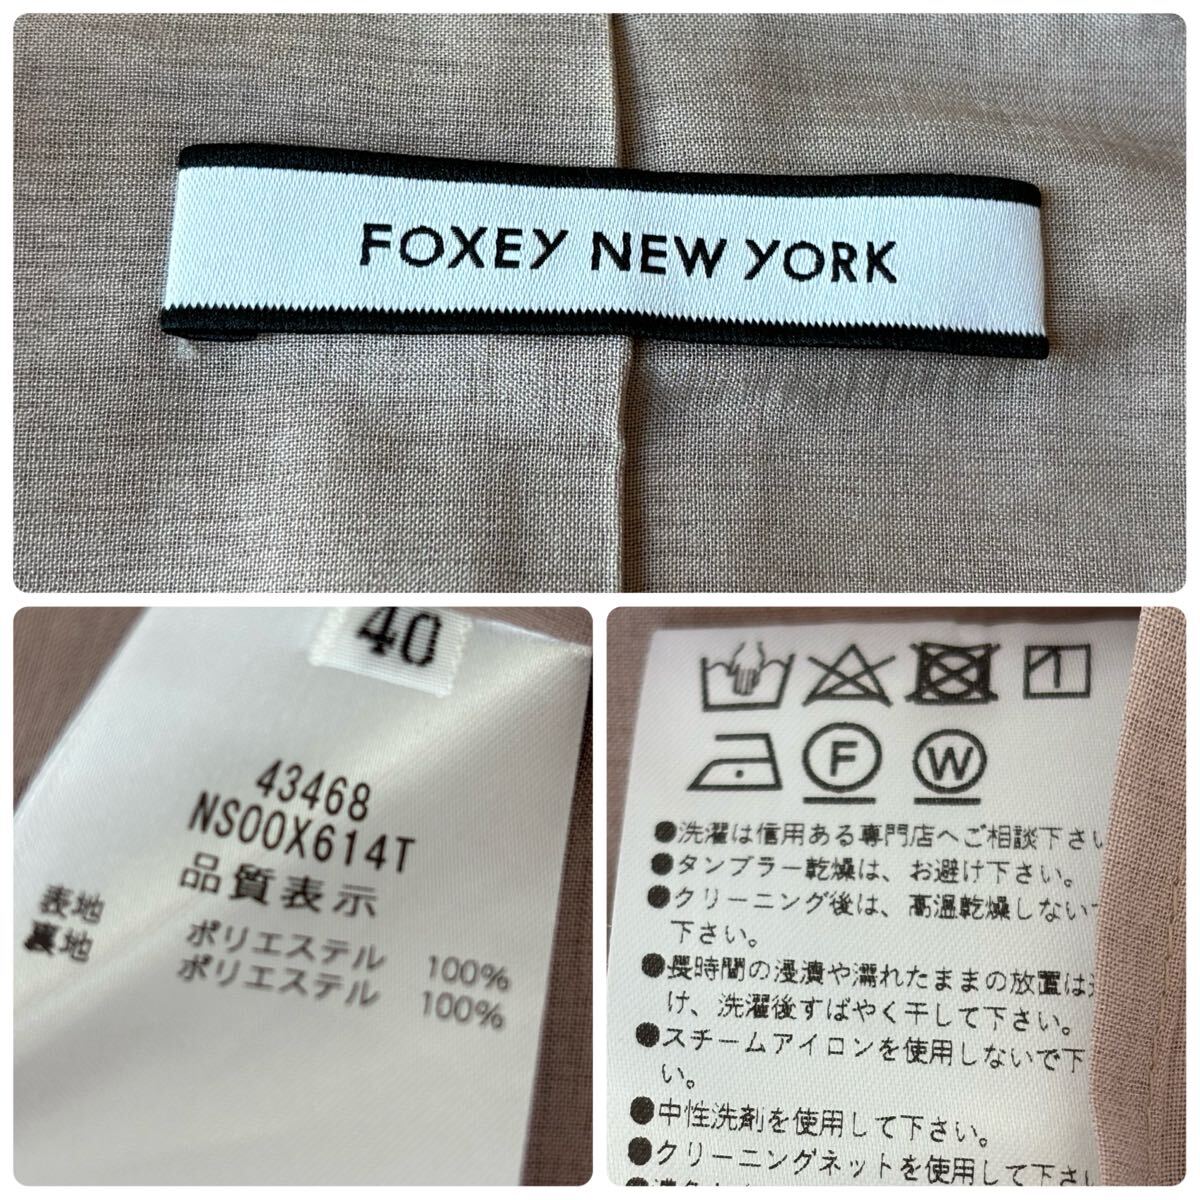 FOXEY NEW YORK
40
43468
NS00X614T
品質表示
表地 ポリエステル 100%
裏地 ポリエステル 100%
F W
●洗濯は信用ある専門店へご相談下さい
●タンブラー乾燥は、お避け下さい。
●クリーニング後は、高温乾燥しないで
下さい。
●長時間の浸漬や濡れたままの放置は避
け、洗濯後すばやく干して下さい。
●スチームアイロンを使用しないで下
い。
●中性洗剤を使用して下さい。
●クリーニングネットを使用して下さい